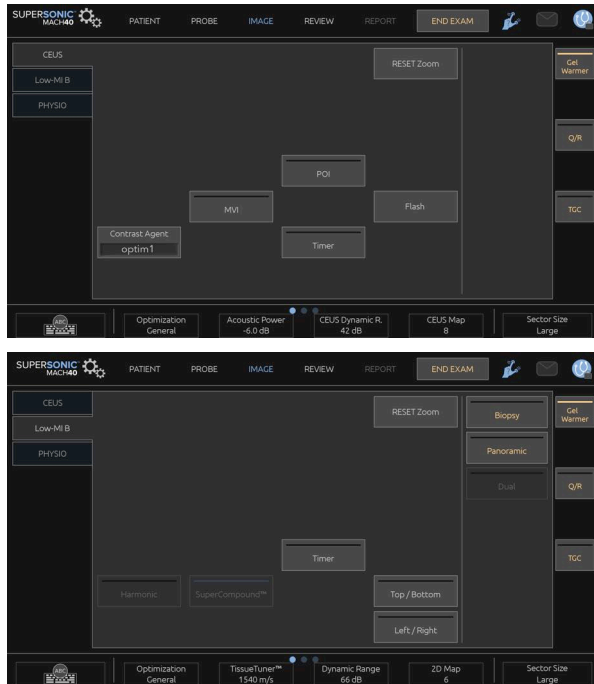 SUPERSONIC™
MACH40
PATIENT
PROBE
IMAGE
REVIEW
REPORT
END EXAM
CEUS
Low-MI B
PHYSIO
RESET Zoom
Gel
Warmer
Q/R
POI
MVI
Flash
TGC
Contrast Agent
optim1
Timer
ABC
Optimization
General
Acoustic Power
-6.0 dB
CEUS Dynamic R.
42 dB
CEUS Map
8
Sector Size
Large
SUPERSONIC™
MACH40
PATIENT
PROBE
IMAGE
REVIEW
REPORT
END EXAM
CEUS
Low-MI B
PHYSIO
RESET Zoom
Biopsy
Gel
Warmer
Panoramic
Dual
Q/R
Timer
TGC
Harmonic
SuperCompound™
Top / Bottom
Left / Right
ABC
Optimization
General
TissueTuner™
1540 m/s
Dynamic Range
66 dB
2D Map
6
Sector Size
Large